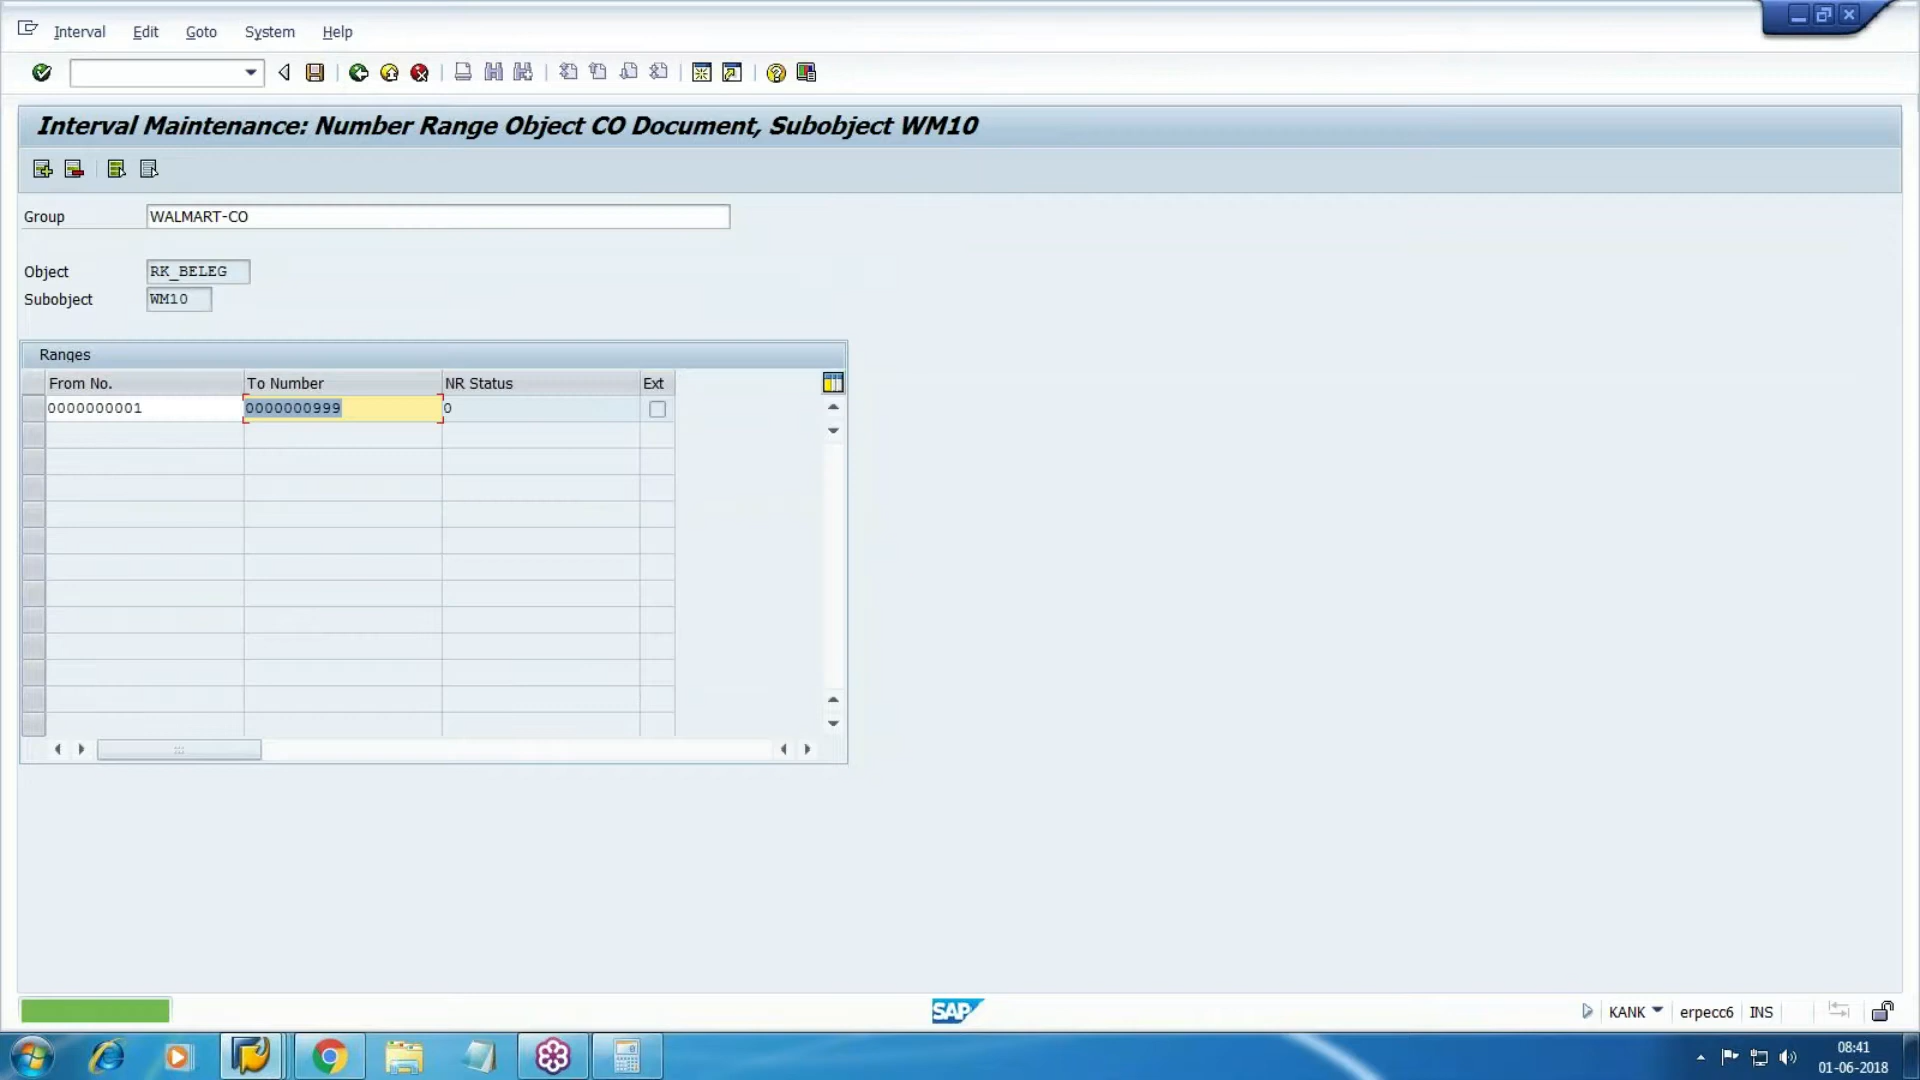 Interval Edit Goto System Help
Interval Maintenance: Number Range Object CO Document, Subobject WM10
Group WALMART-CO
Object RK_BELEG
Subobject WM10
Ranges
From No. To Number NR Status Ext
0000000001 0000000999 0
SAP
KANK erpecc6 INS
08:41
01-06-2018